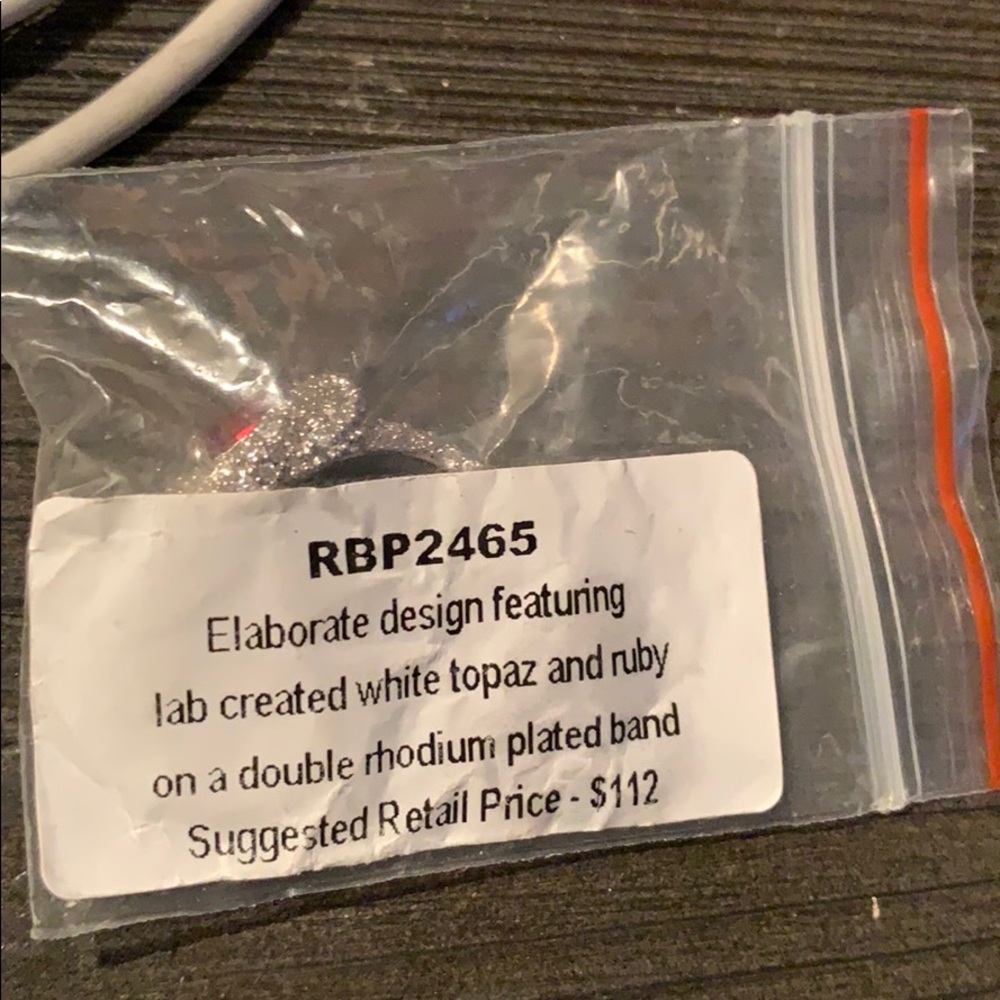 RBP2465
Elaborate design featuring
lab created white topaz and ruby
on a double rhodium plated band
Suggested Retail Price - $112